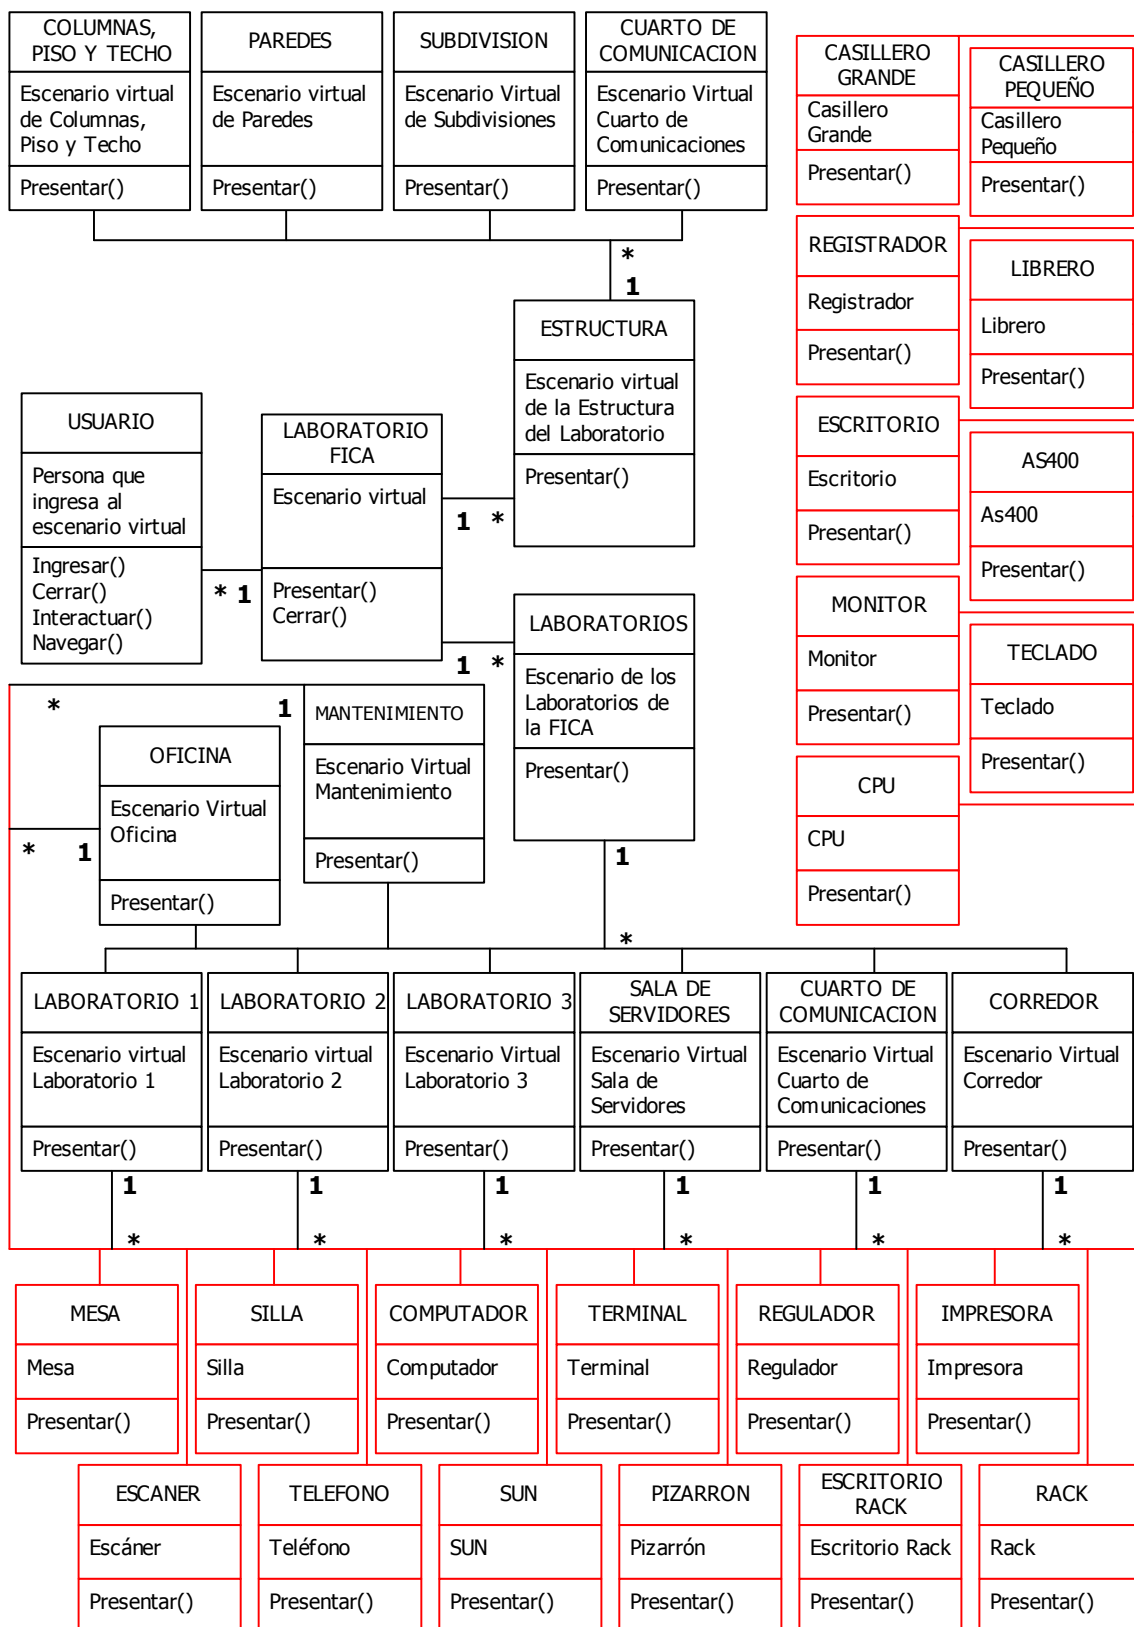 COLUMNAS,
PISO Y TECHO
Escenario virtual
de Columnas,
Piso y Techo
Presentar()
PAREDES
Escenario virtual
de Paredes
Presentar()
SUBDIVISION
Escenario Virtual
de Subdivisiones
Presentar()
CUARTO DE
COMUNICACION
Escenario Virtual
Cuarto de
Comunicaciones
Presentar()
*
1
ESTRUCTURA
Escenario virtual
de la Estructura
del Laboratorio
Presentar()
USUARIO
Persona que
ingresa al
escenario virtual
Ingresar()
Cerrar()
Interactuar()
Navegar()
* 1
LABORATORIO
FICA
Escenario virtual
Presentar()
Cerrar()
1 *
1 *
LABORATORIOS
Escenario de los
Laboratorios de
la FICA
Presentar()
1
*
* 1
MANTENIMIENTO
Escenario Virtual
Mantenimiento
Presentar()
* 1
OFICINA
Escenario Virtual
Oficina
Presentar()
CASILLERO
GRANDE
Casillero
Grande
Presentar()
CASILLERO
PEQUEÑO
Casillero
Pequeño
Presentar()
REGISTRADOR
Registrador
Presentar()
LIBRERO
Librero
Presentar()
ESCRITORIO
Escritorio
Presentar()
AS400
As400
Presentar()
MONITOR
Monitor
Presentar()
TECLADO
Teclado
Presentar()
CPU
CPU
Presentar()
LABORATORIO 1
Escenario virtual
Laboratorio 1
Presentar()
1
*
LABORATORIO 2
Escenario virtual
Laboratorio 2
Presentar()
1
*
LABORATORIO 3
Escenario Virtual
Laboratorio 3
Presentar()
1
*
SALA DE
SERVIDORES
Escenario Virtual
Sala de
Servidores
Presentar()
1
*
CUARTO DE
COMUNICACION
Escenario Virtual
Cuarto de
Comunicaciones
Presentar()
1
*
CORREDOR
Escenario Virtual
Corredor
Presentar()
1
*
MESA
Mesa
Presentar()
SILLA
Silla
Presentar()
COMPUTADOR
Computador
Presentar()
TERMINAL
Terminal
Presentar()
REGULADOR
Regulador
Presentar()
IMPRESORA
Impresora
Presentar()
ESCANER
Escáner
Presentar()
TELEFONO
Teléfono
Presentar()
SUN
SUN
Presentar()
PIZARRON
Pizarrón
Presentar()
ESCRITORIO
RACK
Escritorio Rack
Presentar()
RACK
Rack
Presentar()